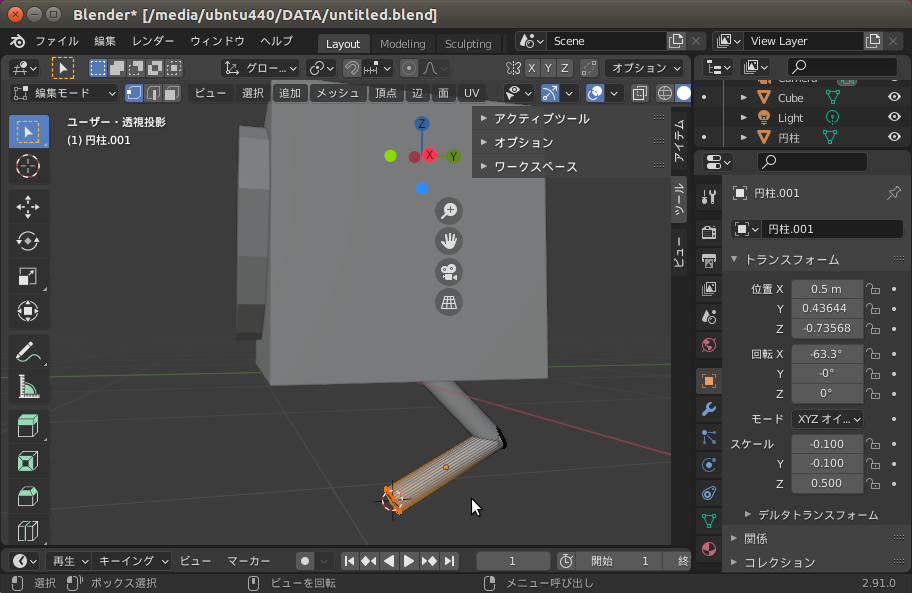 Blender* [/media/ubntu440/DATA/untitled.blend]
ファイル 編集 レンダー ウィンドウ ヘルプ Layout Modeling Sculpting Scene View Layer
グロー... X Y Z オプション
編集モード ビュー 選択 追加 メッシュ 頂点 辺 面 UV
ユーザー・透視投影
(1) 円柱.001
Z
X
Y
アクティブツール
オプション
ワークスペース
アイテム
ツール
ビュー
Camera
Cube
Light
円柱
円柱.001
円柱.001
トランスフォーム
位置 X 0.5 m
Y 0.43644
Z -0.73568
回転 X -63.3°
Y -0°
Z 0°
モード XYZ オイ...
スケール -0.100
Y -0.100
Z 0.500
デルタトランスフォーム
関係
コレクション
再生 キーイング ビュー マーカー 1 開始 1 終
選択 ボックス選択 ビューを回転 メニュー呼び出し 2.91.0